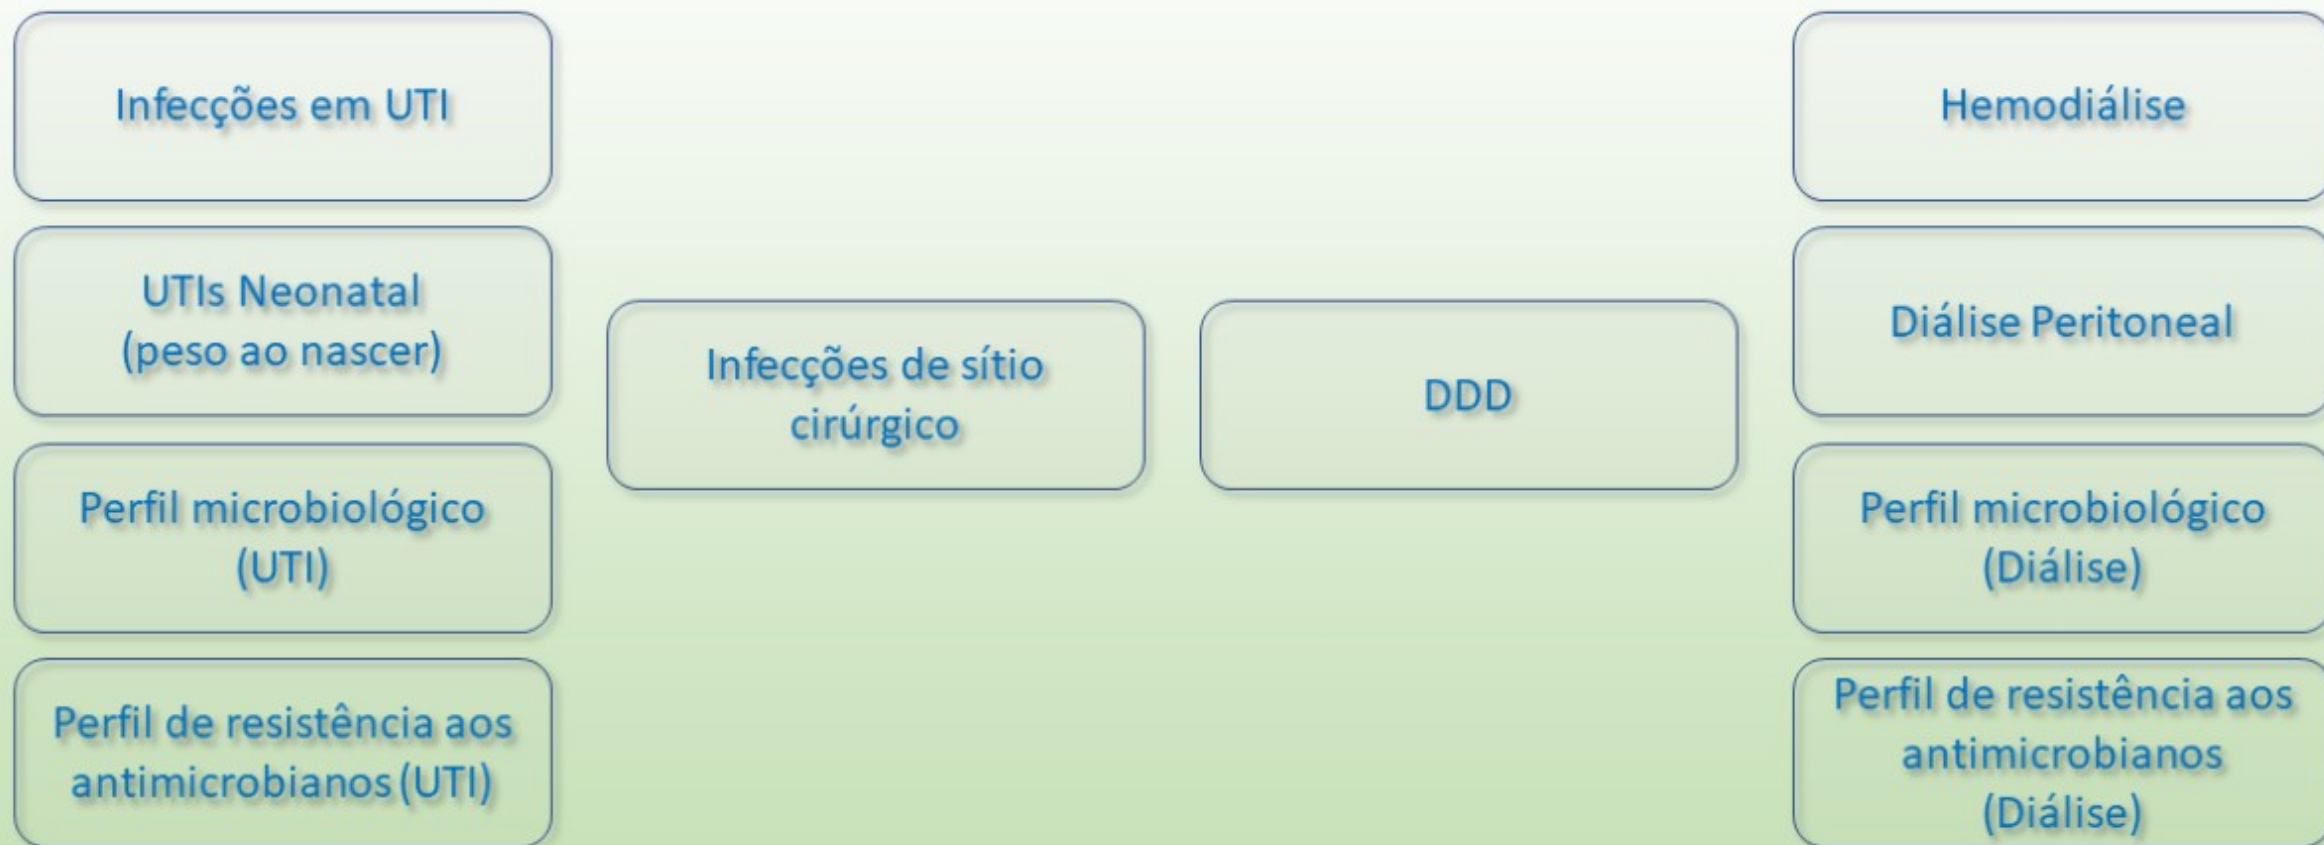 Infecções em UTI
UTIs Neonatal
(peso ao nascer)
Perfil microbiológico
(UTI)
Perfil de resistência aos
antimicrobianos (UTI)
Infecções de sítio
cirúrgico
DDD
Hemodiálise
Diálise Peritoneal
Perfil microbiológico
(Diálise)
Perfil de resistência aos
antimicrobianos
(Diálise)